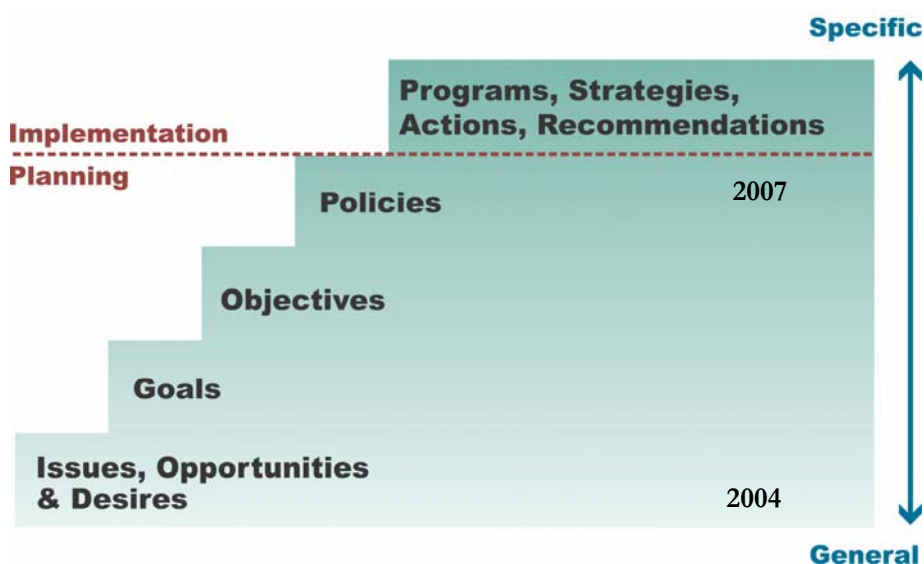 Specific
Programs, Strategies,
Actions, Recommendations
Implementation
Planning
Policies
2007
Objectives
Goals
Issues, Opportunities
& Desires
2004
General